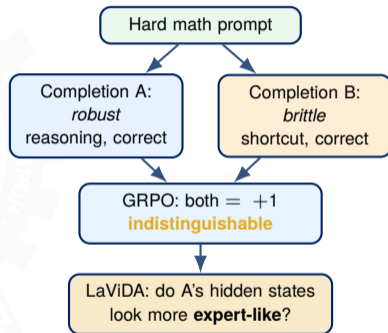 Hard math prompt
Completion A:
robust
reasoning, correct
Completion B:
brittle
shortcut, correct
GRPO: both = +1
indistinguishable
LaViDA: do A's hidden states
look more expert-like?